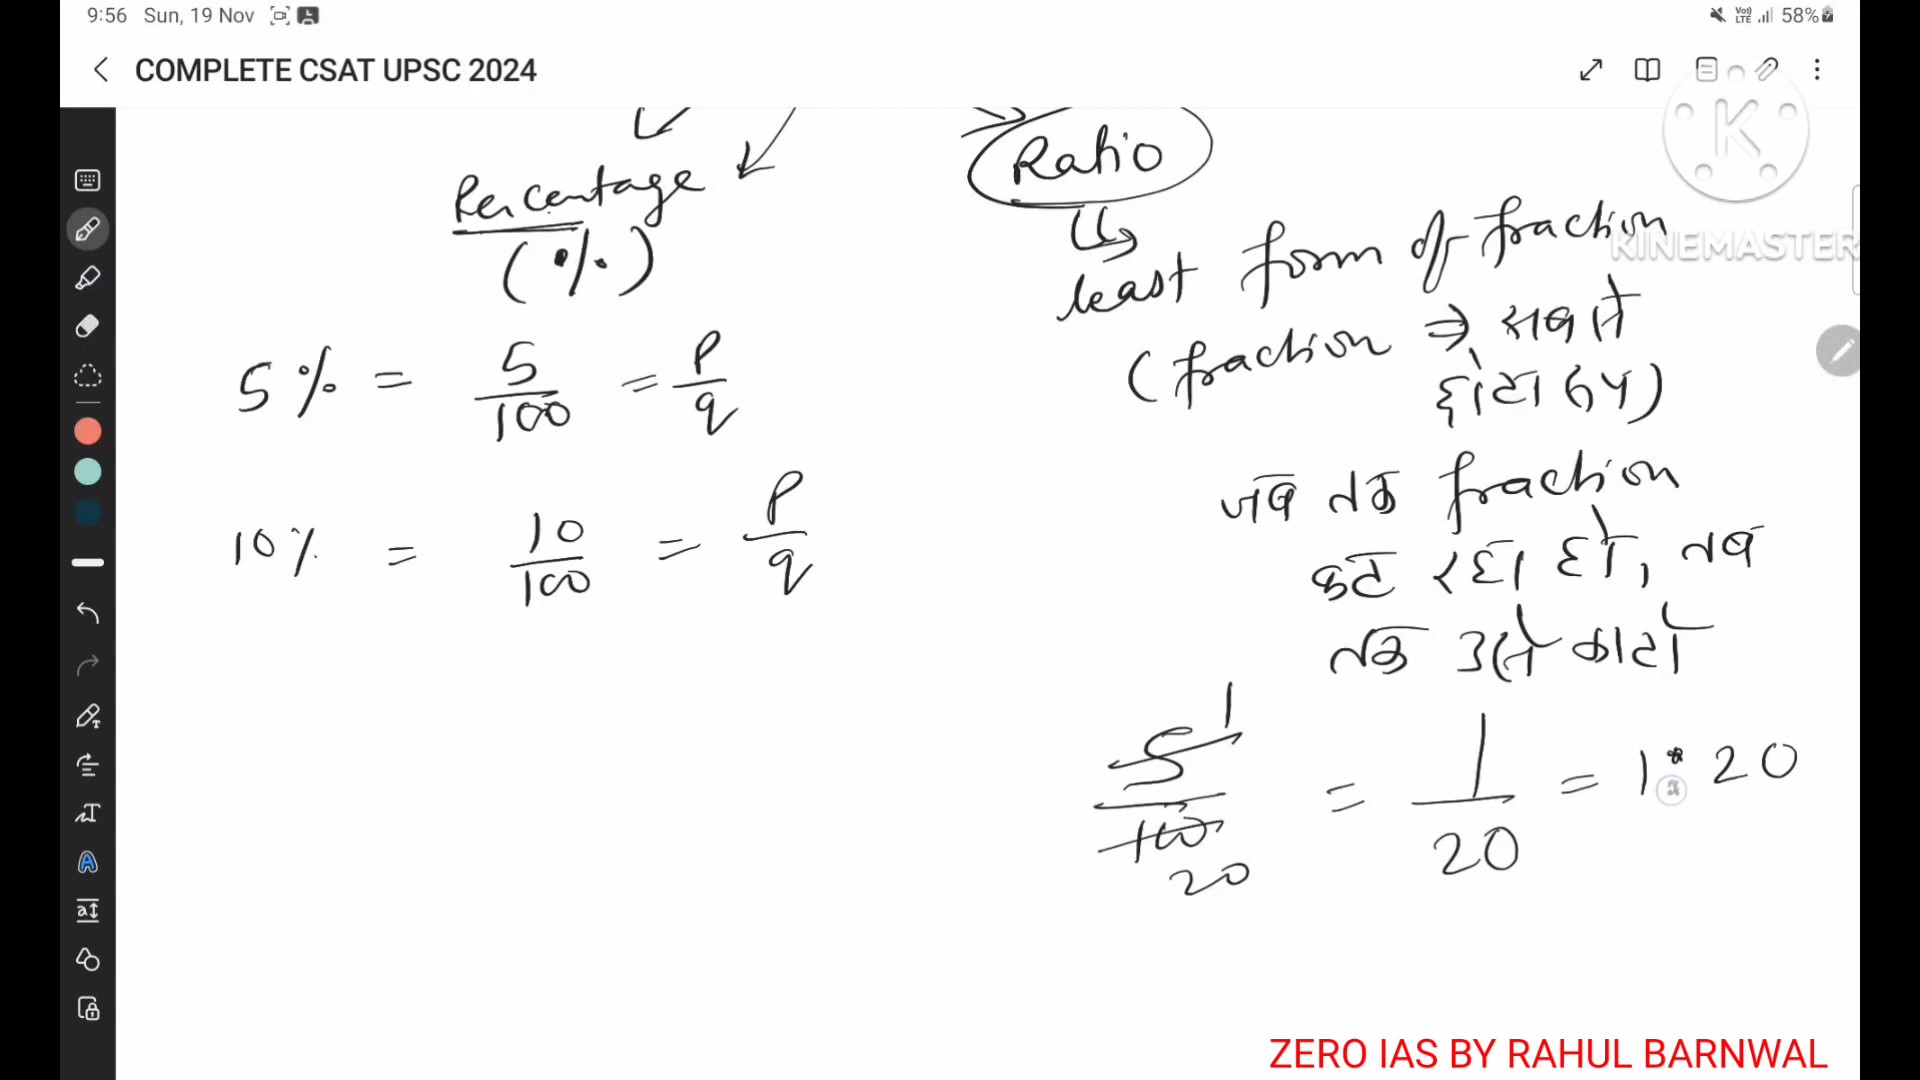 9:56 Sun, 19 Nov
58%
COMPLETE CSAT UPSC 2024
K
KINEMASTER
Percentage
(%)
5% = 5/100 = p/q
10% = 10/100 = p/q
Ratio
least form of fraction
(fraction ⇒ सबसे
छोटा रूप)
जब तक fraction
कट रहा हो, तब
तक उसे काटो
5/100 1 20 = 1/20 = 1:20
ZERO IAS BY RAHUL BARNWAL